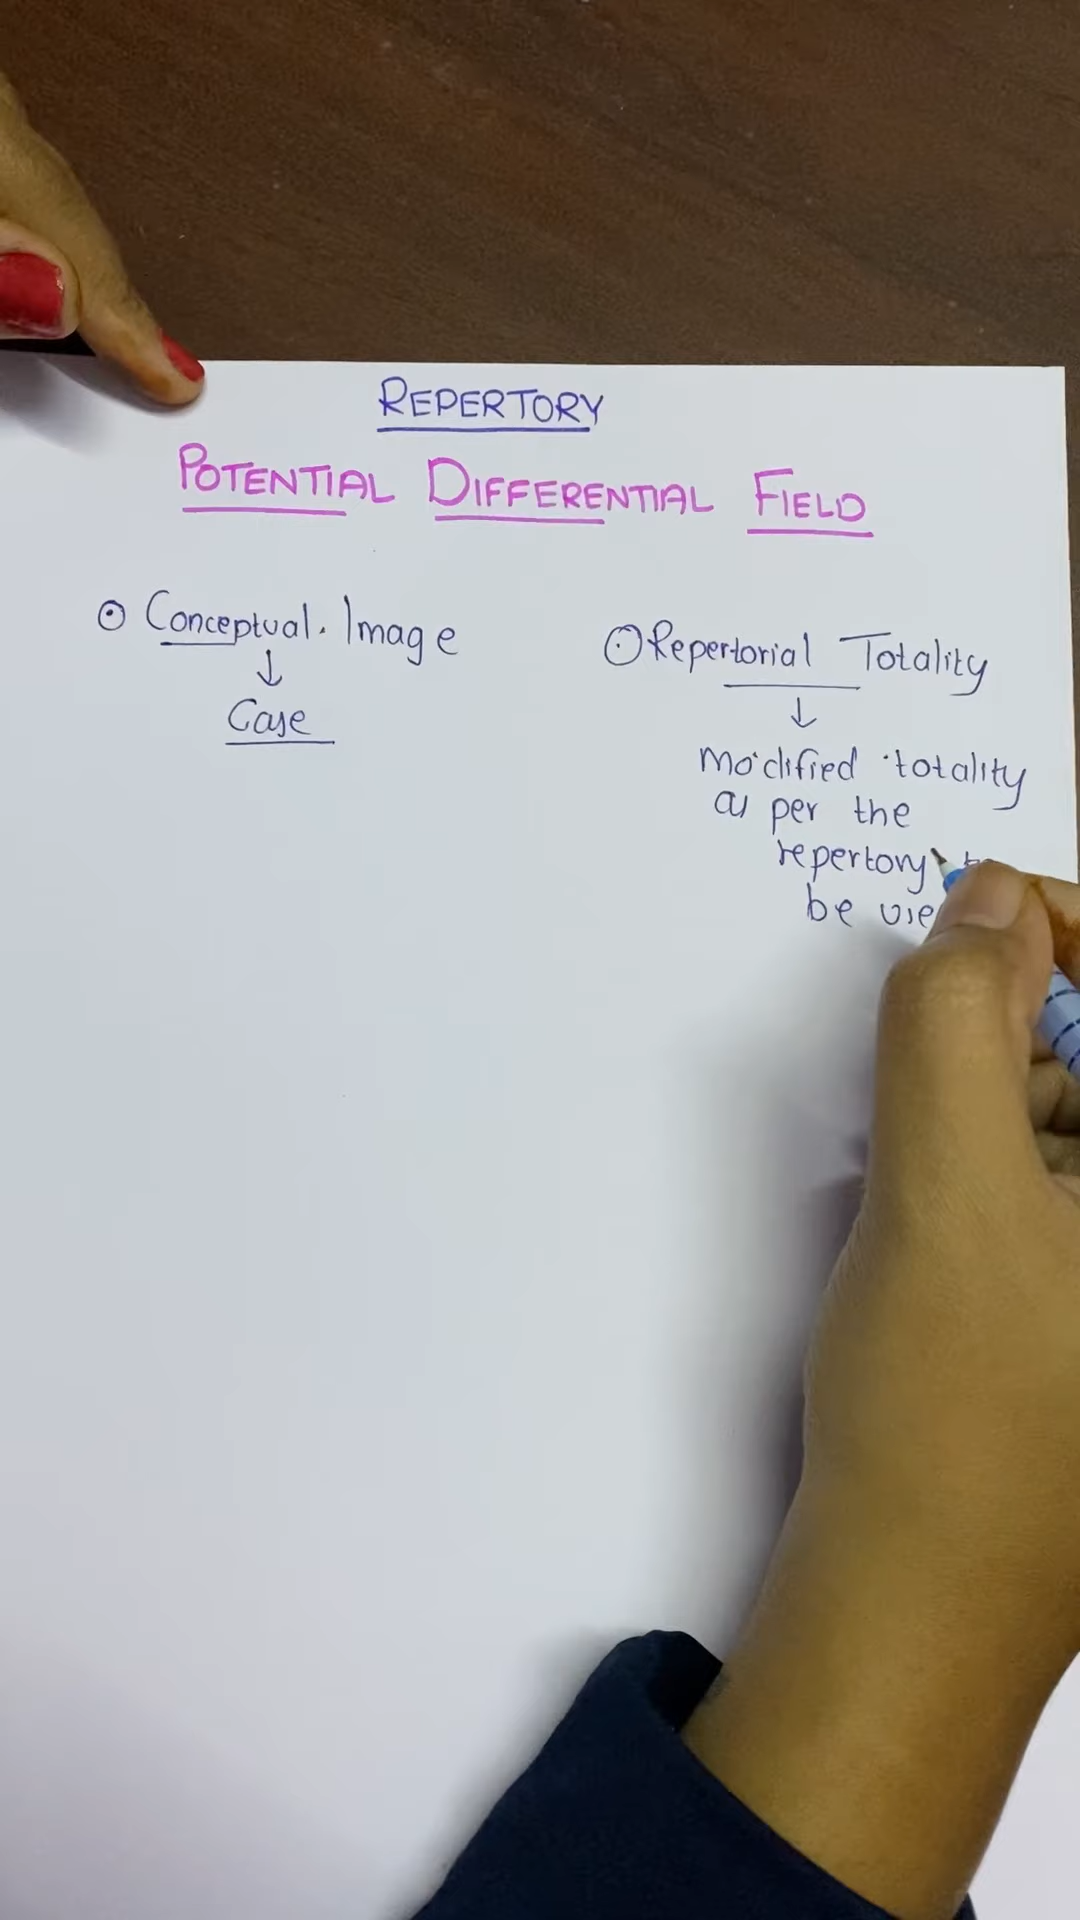 REPERTORY
POTENTIAL DIFFERENTIAL FIELD
Conceptual Image
↓
Case
Repertorial Totality
↓
modified totality
as per the
repertory
be